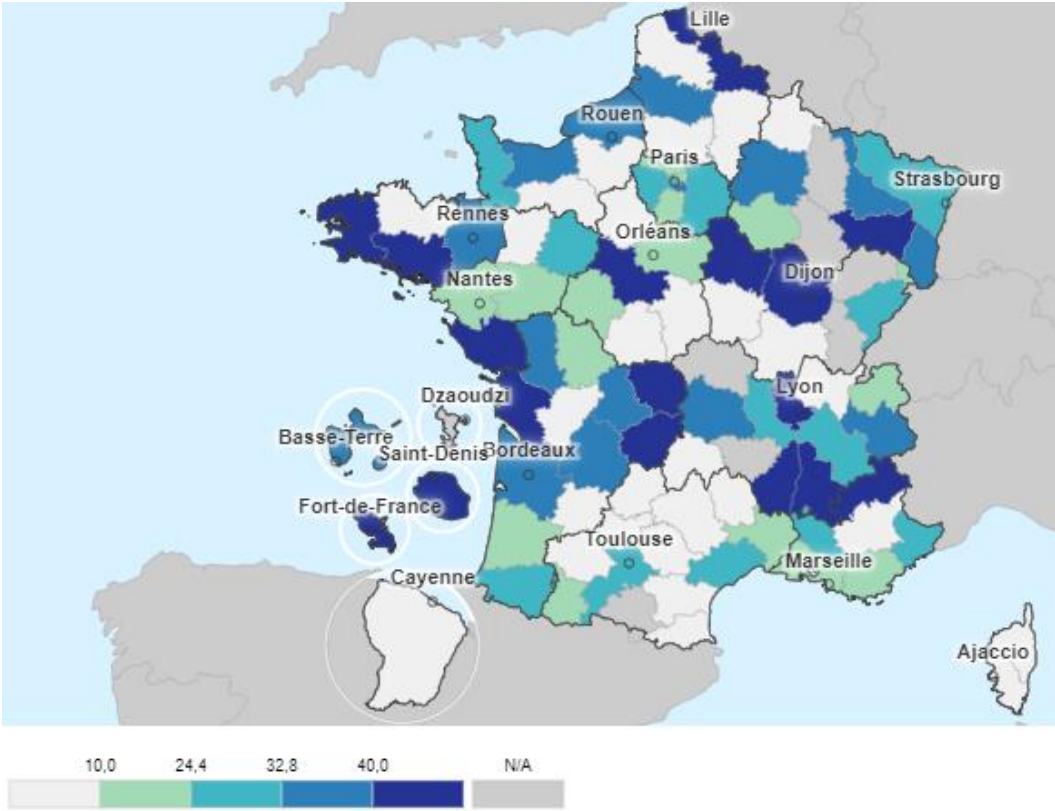 Lille
Rouen
Paris
Strasbourg
Rennes
Orléans
Dijon
Nantes
Lyon
Dzaoudzi
Basse-Terre
Saint-Denis
Bordeaux
Fort-de-France
Toulouse
Marseille
Cayenne
Ajaccio
10,0 24,4 32,8 40,0 N/A